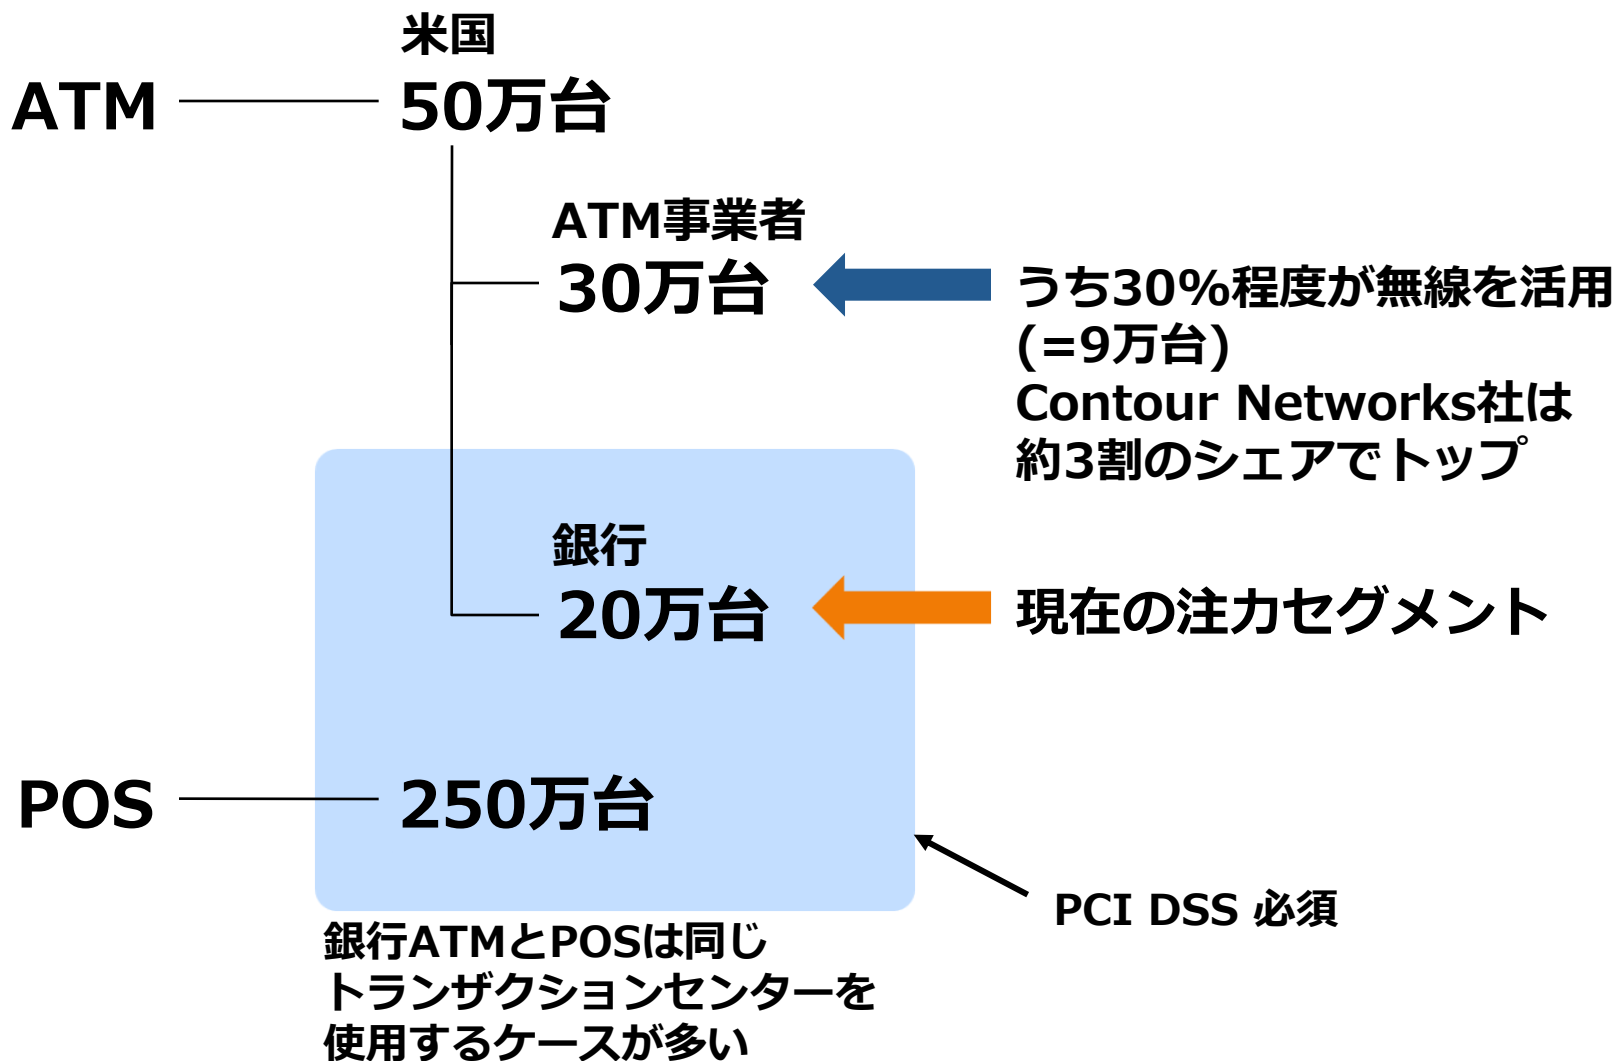 米国
ATM
50万台
ATM事業者
30万台
うち30%程度が無線を活用
(=9万台)
Contour Networks社は
約3割のシェアでトップ
銀行
20万台
現在の注力セグメント
POS
250万台
PCI DSS 必須
銀行ATMとPOSは同じ
トランザクションセンターを
使用するケースが多い